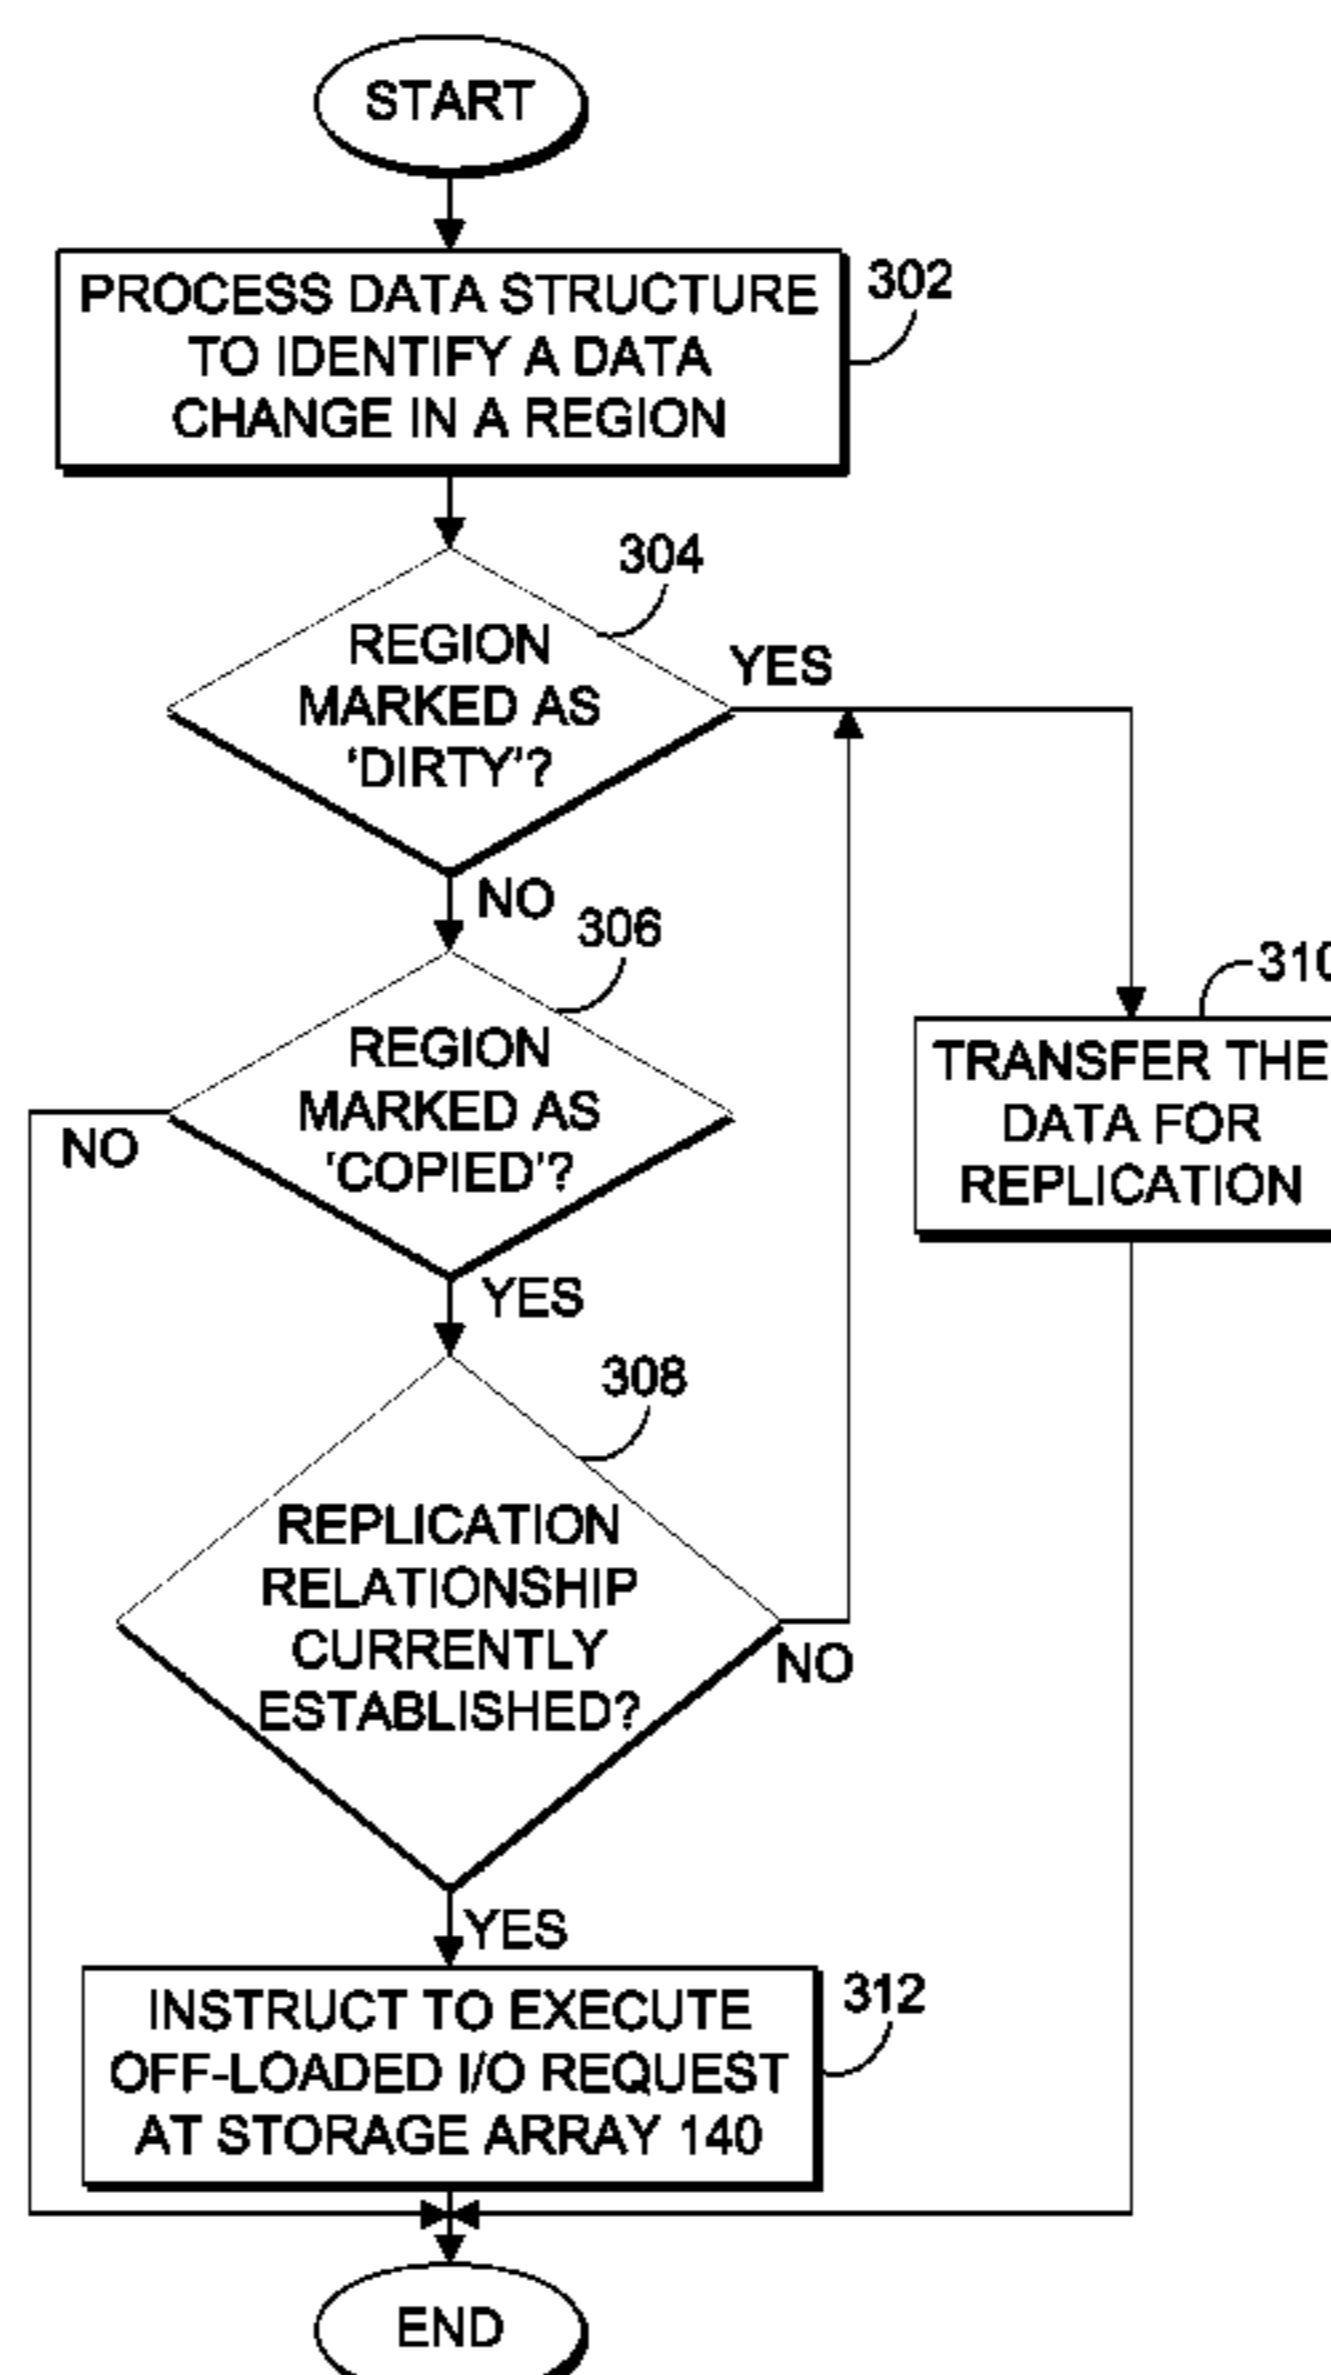 START
PROCESS DATA STRUCTURE
TO IDENTIFY A DATA
CHANGE IN A REGION
302
304
REGION
MARKED AS
'DIRTY'?
YES
NO
306
REGION
MARKED AS
'COPIED'?
NO
YES
310
TRANSFER THE
DATA FOR
REPLICATION
308
REPLICATION
RELATIONSHIP
CURRENTLY
ESTABLISHED?
NO
YES
INSTRUCT TO EXECUTE
OFF-LOADED I/O REQUEST
AT STORAGE ARRAY 140
312
END